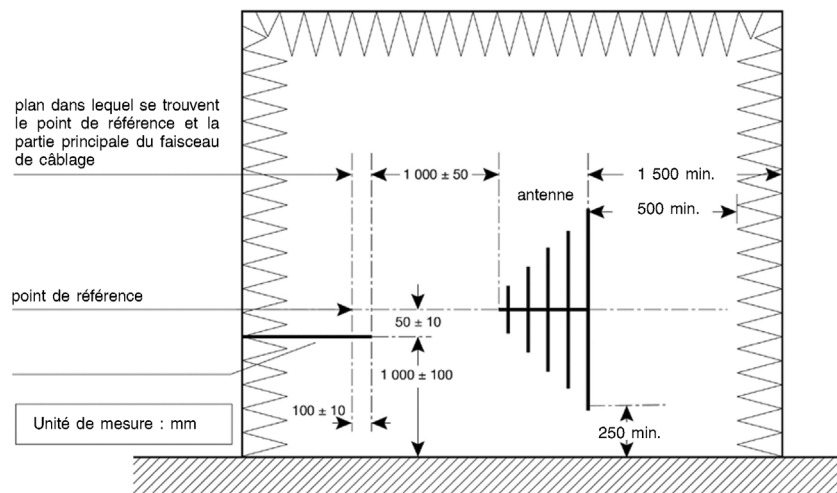 plan dans lequel se trouvent
le point de référence et la
partie principale du faisceau
de câblage
1 000 ± 50
1 500 min.
antenne
500 min.
point de référence
50 ± 10
1 000 ± 100
100 ± 10
Unité de mesure : mm
250 min.